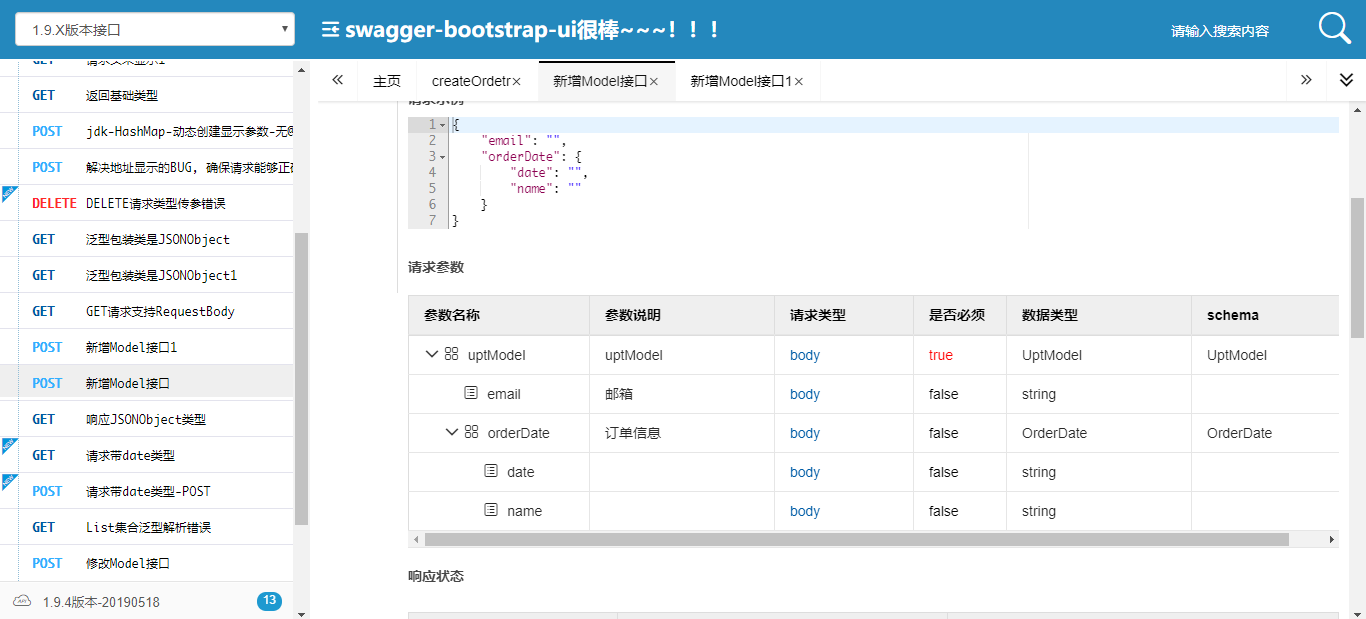 1.9.X版本接口
swagger-bootstrap-ui很棒~~~！！！
请输入搜索内容
GET 请求文本显示1
GET 返回基础类型
POST jdk-HashMap-动态创建显示参数-无@
POST 解决地址显示的BUG, 确保请求能够正确
NEW
DELETE DELETE请求类型传参错误
GET 泛型包装类是JSONObject
GET 泛型包装类是JSONObject1
GET GET请求支持RequestBody
POST 新增Model接口1
POST 新增Model接口
GET 响应JSONObject类型
NEW
GET 请求带date类型
NEW
POST 请求带date类型-POST
GET List集合泛型解析错误
POST 修改Model接口
API 1.9.4版本-20190518 13
主页 createOrdetr× 新增Model接口× 新增Model接口1×
请求示例
1 {
2 "email": "",
3 "orderDate": {
4 "date": "",
5 "name": ""
6 }
7 }
请求参数
参数名称 参数说明 请求类型 是否必须 数据类型 schema
uptModel uptModel body true UptModel UptModel
email 邮箱 body false string
orderDate 订单信息 body false OrderDate OrderDate
date body false string
name body false string
响应状态